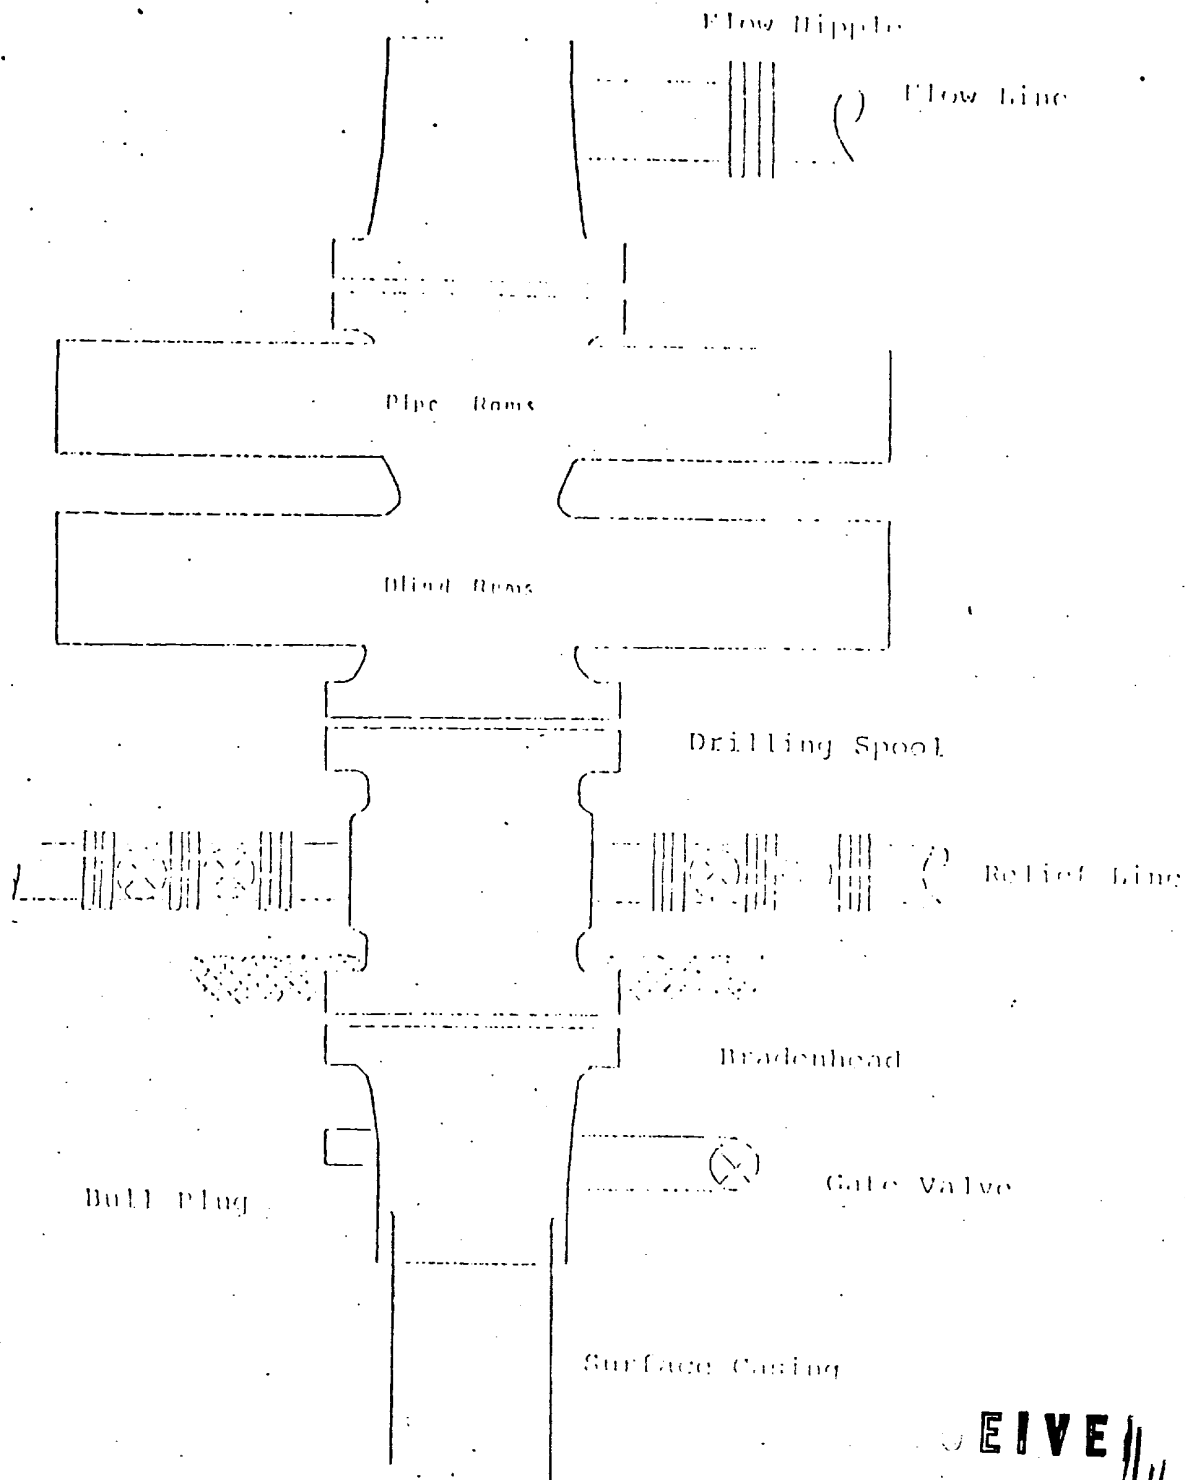 Flow Nipple
Flow Line
Pipe Rams
Blind Rams
Drilling Spool
Relief Line
Bradenhead
Bull Plug
Gate Valve
Surface Casing
EIVE